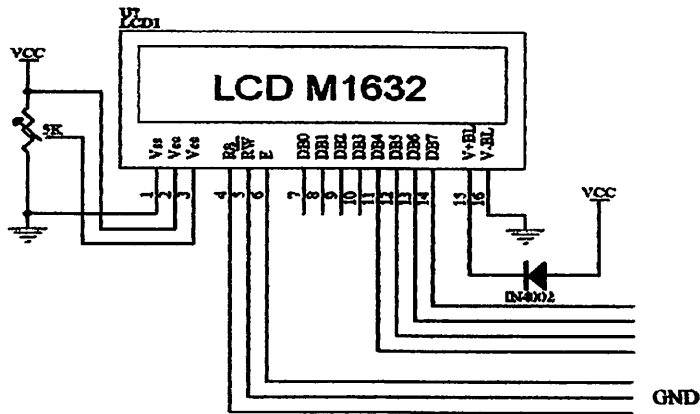 U?
LCD1
VCC
LCD M1632
5K
Vss
Vcc
Vee
RS
RW
E
DB0
DB1
DB2
DB3
DB4
DB5
DB6
DB7
V+BL
V-BL
1
2
3
4
5
6
7
8
9
10
11
12
13
14
15
16
VCC
IN4002
GND